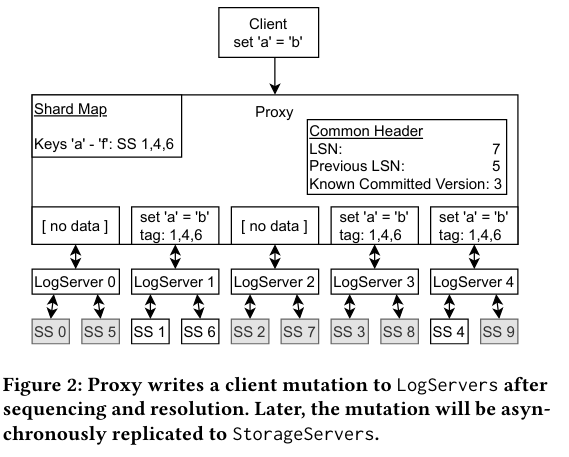 Client
set 'a' = 'b'
Shard Map
Keys 'a' - 'f': SS 1,4,6
Proxy
Common Header
LSN: 7
Previous LSN: 5
Known Committed Version: 3
[ no data ]
set 'a' = 'b'
tag: 1,4,6
[ no data ]
set 'a' = 'b'
tag: 1,4,6
set 'a' = 'b'
tag: 1,4,6
LogServer 0
LogServer 1
LogServer 2
LogServer 3
LogServer 4
SS 0
SS 5
SS 1
SS 6
SS 2
SS 7
SS 3
SS 8
SS 4
SS 9
Figure 2: Proxy writes a client mutation to LogServers after
sequencing and resolution. Later, the mutation will be asyn-
chronously replicated to StorageServers.